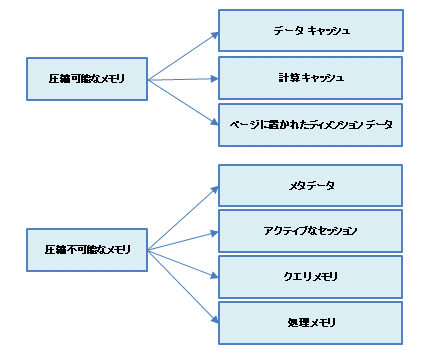 圧縮可能なメモリ
データ キャッシュ
計算キャッシュ
ページに置かれたディメンション データ
圧縮不可能なメモリ
メタデータ
アクティブなセッション
クエリメモリ
処理メモリ